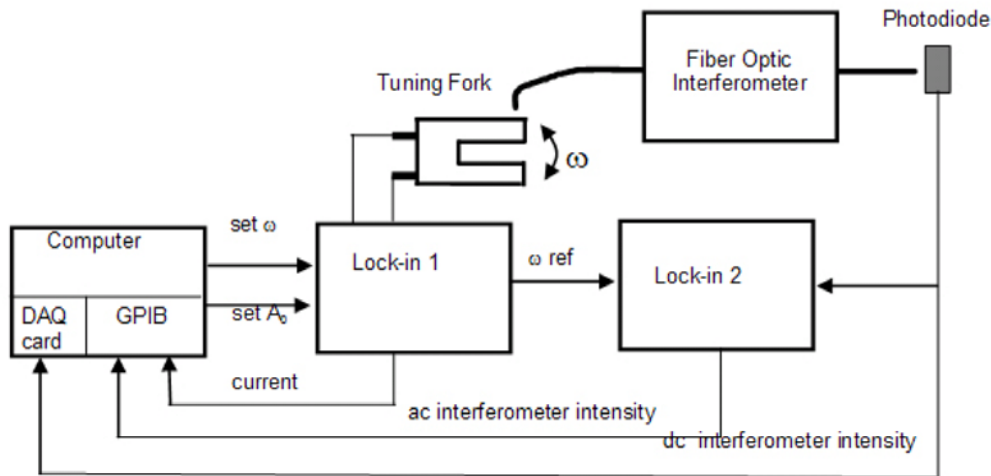 Photodiode
Fiber Optic
Interferometer
Tuning Fork
ω
Computer
set ω
Lock-in 1
ω ref
Lock-in 2
DAQ
card
GPIB
set A₀
current
ac interferometer intensity
dc interferometer intensity